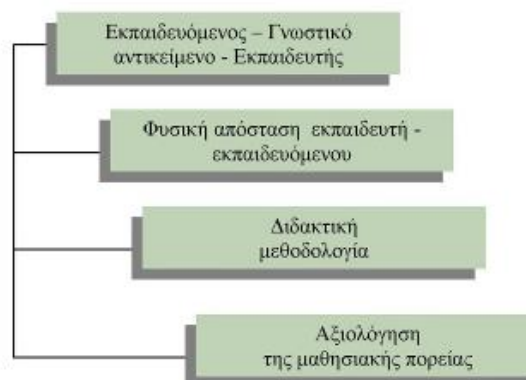 Εκπαιδευόμενος – Γνωστικό
αντικείμενο - Εκπαιδευτής
Φυσική απόσταση εκπαιδευτή -
εκπαιδευόμενου
Διδακτική
μεθοδολογία
Αξιολόγηση
της μαθησιακής πορείας